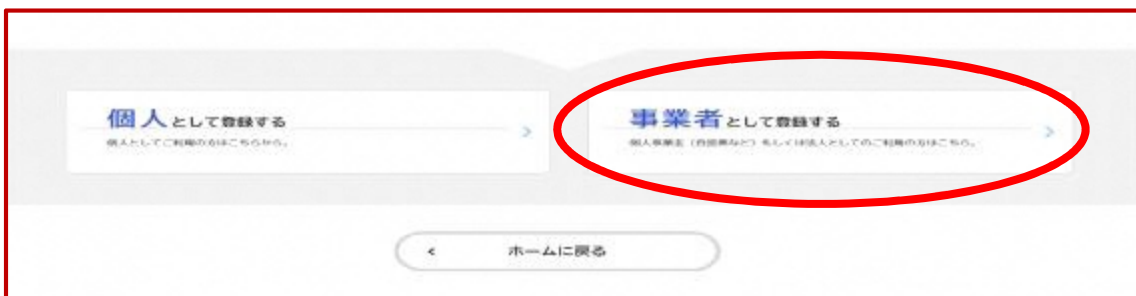 個人として登録する
個人としてご利用の方はこちらから。
事業者として登録する
個人事業主（自営業など）もしくは法人としてのご利用の方はこちら。
ホームに戻る